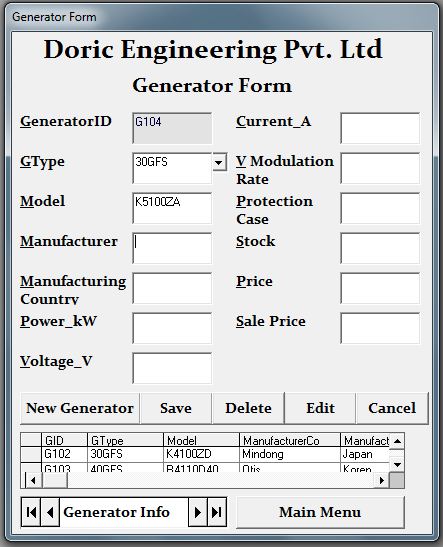 Generator Form
Doric Engineering Pvt. Ltd
Generator Form
GeneratorID G104 Current_A
GType 30GFS V Modulation Rate
Model K5100ZA Protection Case
Manufacturer Stock
Manufacturing Country Price
Power_kW Sale Price
Voltage_V
New Generator Save Delete Edit Cancel
GID GType Model ManufacturerCo Manufact
G102 30GFS K4100ZD Mindong Japan
G103 40GFS R4110D40 Otis Koren
Generator Info Main Menu